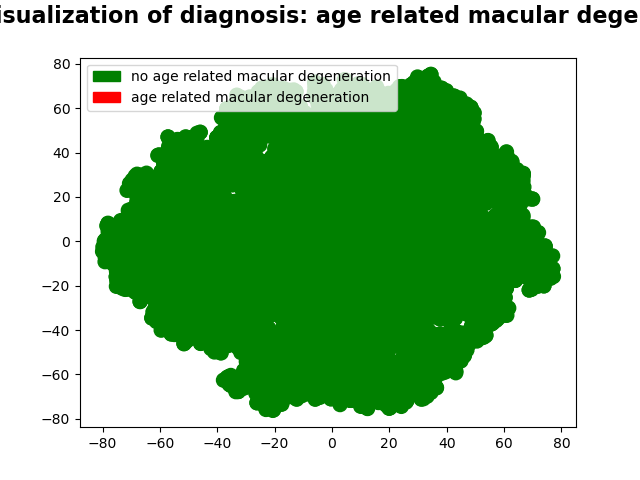 isualization of diagnosis: age related macular dege
no age related macular degeneration
age related macular degeneration
80
60
40
20
0
−20
−40
−60
−80
−80 −60 −40 −20 0 20 40 60 80